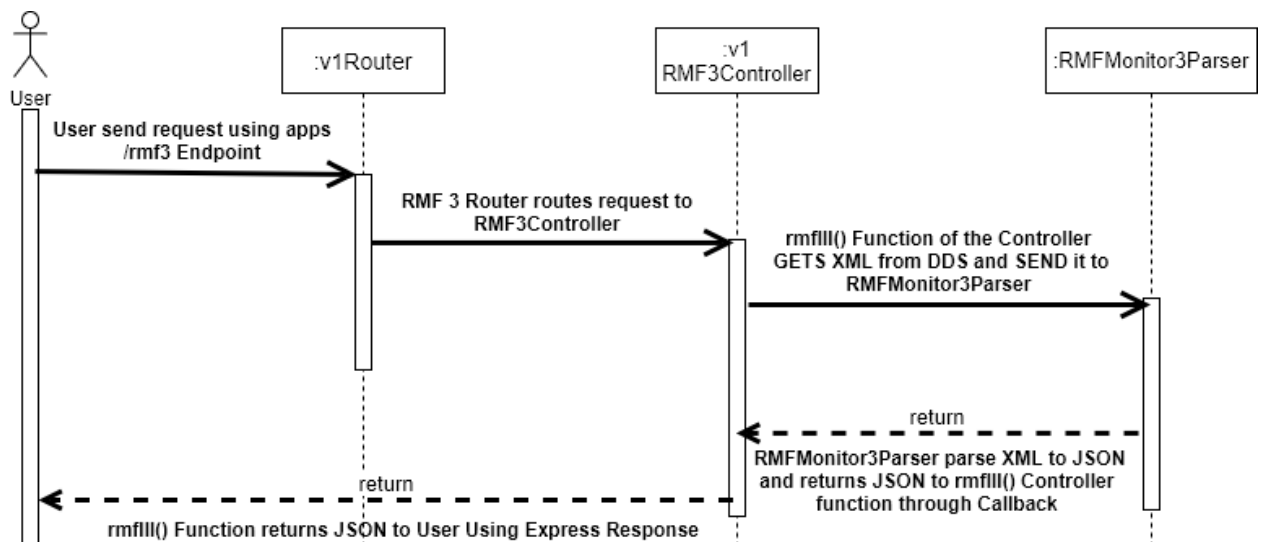 :v1Router
:v1
RMF3Controller
:RMFMonitor3Parser
User
User send request using apps
/rmf3 Endpoint
RMF 3 Router routes request to
RMF3Controller
rmfIII() Function of the Controller
GETS XML from DDS and SEND it to
RMFMonitor3Parser
return
RMFMonitor3Parser parse XML to JSON
and returns JSON to rmfIII() Controller
function through Callback
return
rmfIII() Function returns JSON to User Using Express Response